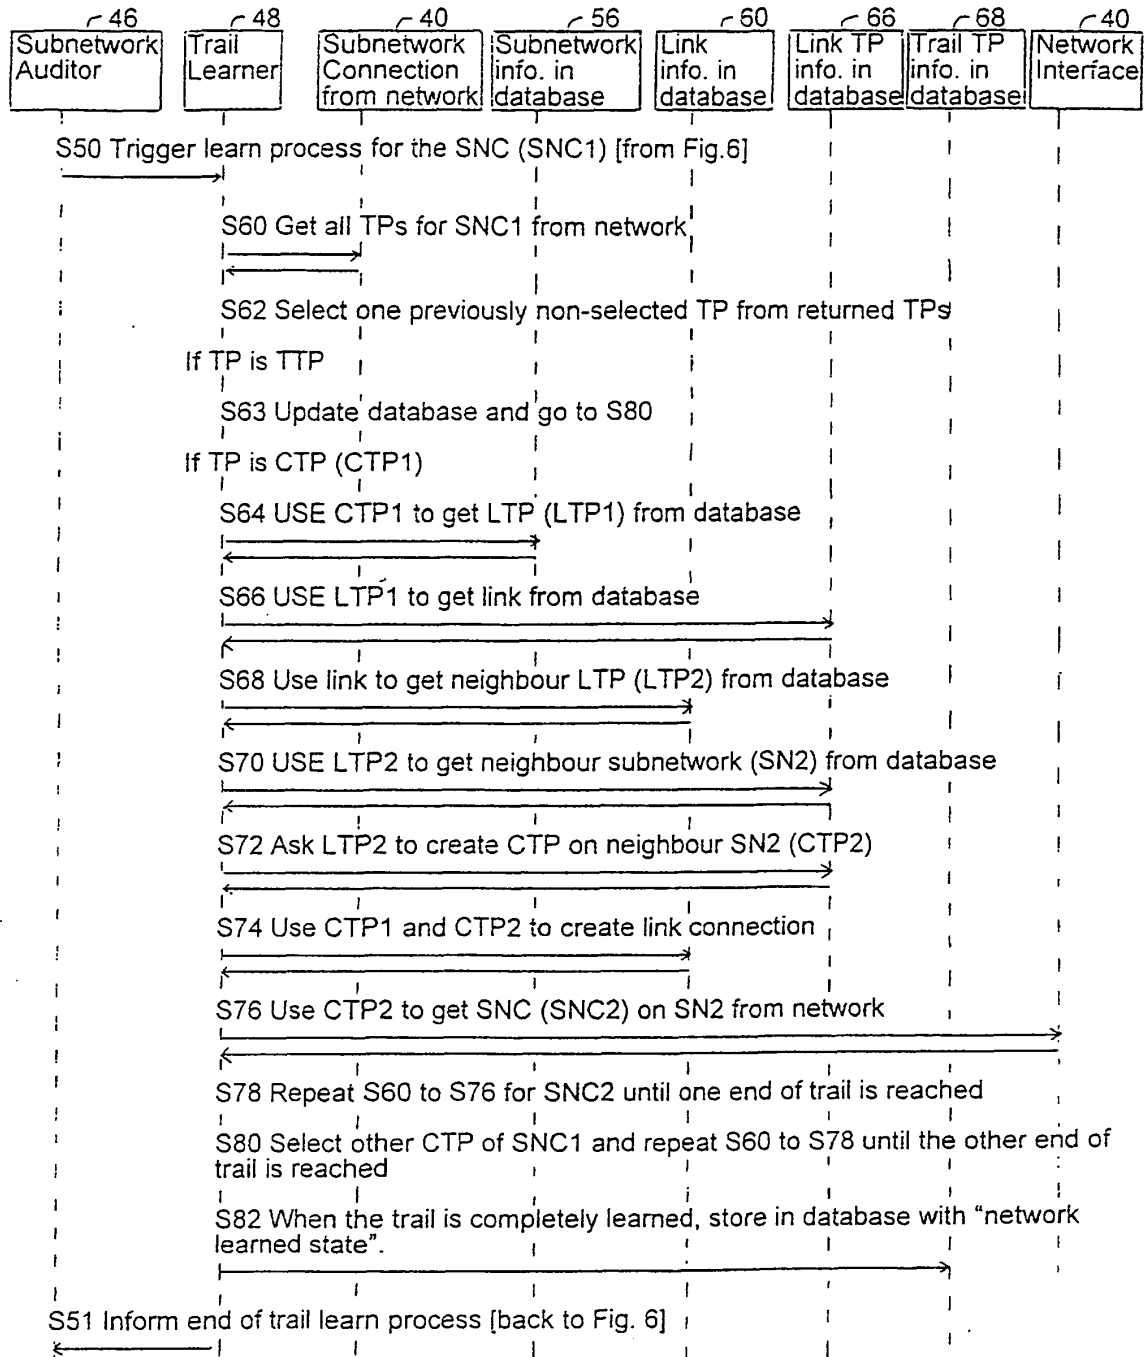 46 48 40 56 60 66 68 40
Subnetwork Auditor
Trail Learner
Subnetwork Connection from network
Subnetwork info. in database
Link info. in database
Link TP info. in database
Trail TP info. in database
Network Interface
S50 Trigger learn process for the SNC (SNC1) [from Fig.6]
S60 Get all TPs for SNC1 from network
S62 Select one previously non-selected TP from returned TPs
If TP is TTP
S63 Update database and go to S80
If TP is CTP (CTP1)
S64 USE CTP1 to get LTP (LTP1) from database
S66 USE LTP1 to get link from database
S68 Use link to get neighbour LTP (LTP2) from database
S70 USE LTP2 to get neighbour subnetwork (SN2) from database
S72 Ask LTP2 to create CTP on neighbour SN2 (CTP2)
S74 Use CTP1 and CTP2 to create link connection
S76 Use CTP2 to get SNC (SNC2) on SN2 from network
S78 Repeat S60 to S76 for SNC2 until one end of trail is reached
S80 Select other CTP of SNC1 and repeat S60 to S78 until the other end of
trail is reached
S82 When the trail is completely learned, store in database with “network
learned state”.
S51 Inform end of trail learn process [back to Fig. 6]